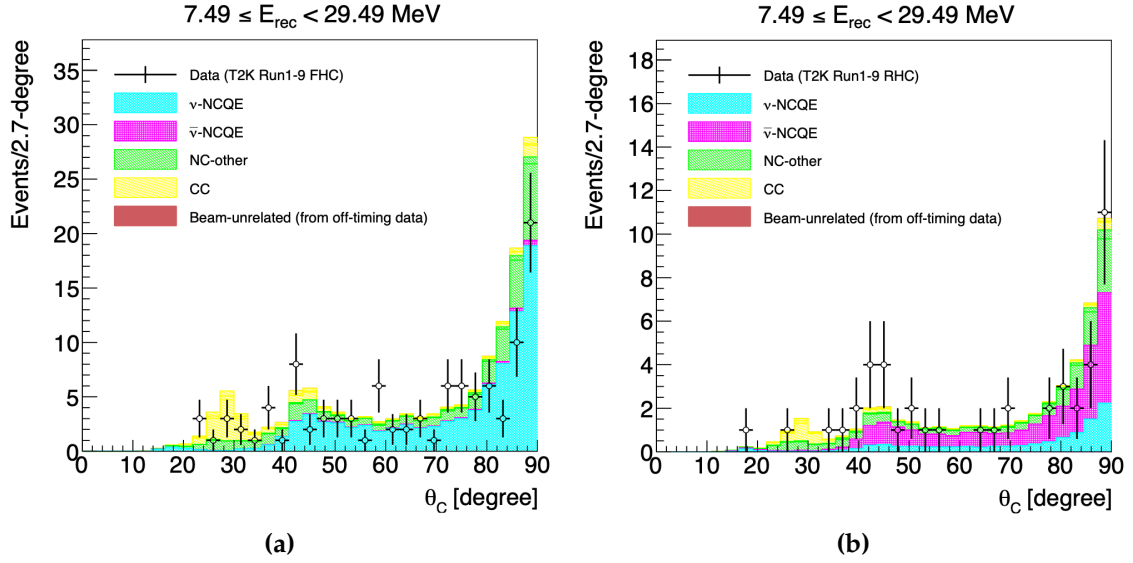 7.49 ≤ E_rec < 29.49 MeV
Events/2.7-degree
35
30
25
20
15
10
5
0
Data (T2K Run1-9 FHC)
ν-NCQE
ν̄-NCQE
NC-other
CC
Beam-unrelated (from off-timing data)
0 10 20 30 40 50 60 70 80 90
θ_C [degree]
(a)
7.49 ≤ E_rec < 29.49 MeV
Events/2.7-degree
18
16
14
12
10
8
6
4
2
0
Data (T2K Run1-9 RHC)
ν-NCQE
ν̄-NCQE
NC-other
CC
Beam-unrelated (from off-timing data)
0 10 20 30 40 50 60 70 80 90
θ_C [degree]
(b)